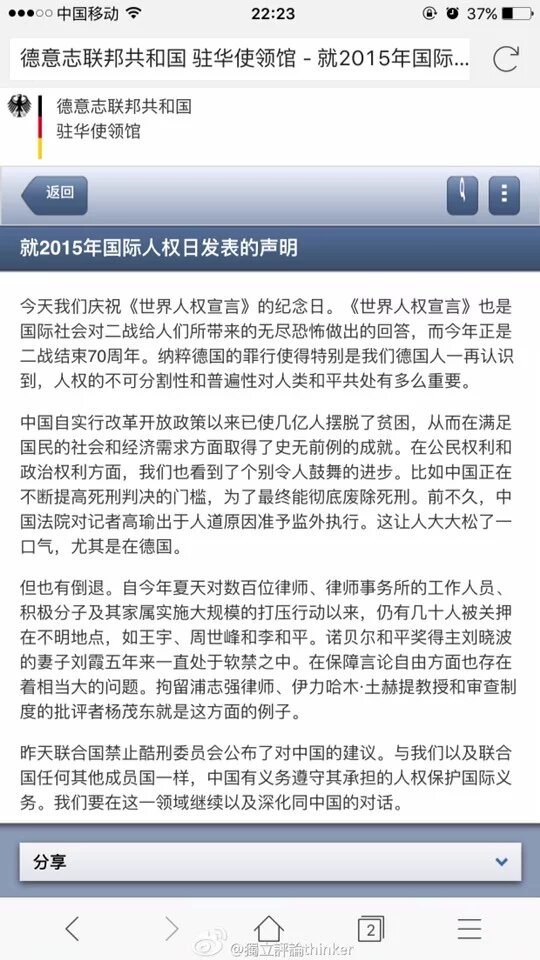 中国移动
22:23
37%
德意志联邦共和国 驻华使领馆 - 就2015年国际...
德意志联邦共和国
驻华使领馆
返回
就2015年国际人权日发表的声明
今天我们庆祝《世界人权宣言》的纪念日。《世界人权宣言》也是
国际社会对二战给人们所带来的无尽恐怖做出的回答，而今年正是
二战结束70周年。纳粹德国的罪行使得特别是我们德国人一再认识
到，人权的不可分割性和普遍性对人类和平共处有多么重要。
中国自实行改革开放政策以来已使几亿人摆脱了贫困，从而在满足
国民的社会和经济需求方面取得了史无前例的成就。在公民权利和
政治权利方面，我们也看到了个别令人鼓舞的进步。比如中国正在
不断提高死刑判决的门槛，为了最终能彻底废除死刑。前不久，中
国法院对记者高瑜出于人道原因准予监外执行。这让人大大松了一
口气，尤其是在德国。
但也有倒退。自今年夏天对数百位律师、律师事务所的工作人员、
积极分子及其家属实施大规模的打压行动以来，仍有几十人被关押
在不明地点，如王宇、周世峰和李和平。诺贝尔和平奖得主刘晓波
的妻子刘霞五年来一直处于软禁之中。在保障言论自由方面也存在
着相当大的问题。拘留浦志强律师、伊力哈木·土赫提教授和审查制
度的批评者杨茂东就是这方面的例子。
昨天联合国禁止酷刑委员会公布了对中国的建议。与我们以及联合
国任何其他成员国一样，中国有义务遵守其承担的人权保护国际义
务。我们要在这一领域继续以及深化同中国的对话。
分享
2
@獨立評論thinker